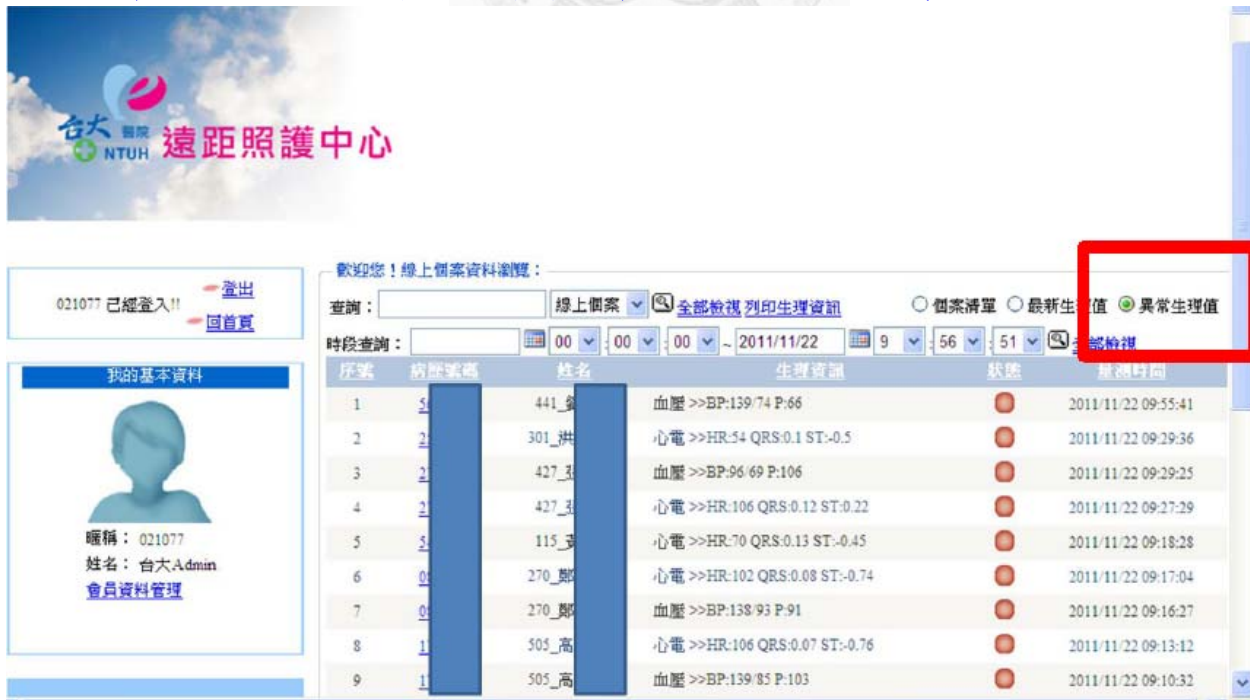 台大 醫院
NTUH
遠距照護中心
021077 已經登入!!
登出
回首頁
我的基本資料
暱稱： 021077
姓名： 台大Admin
會員資料管理
歡迎您！線上個案資料瀏覽：
查詢： 線上個案 全部檢視 列印生理資訊 個案清單 最新生理值 異常生理值
時段查詢： 00 : 00 : 00 ~ 2011/11/22 9 : 56 : 51 全部檢視
序號 病歷號碼 姓名 生理資訊 狀態 量測時間
1 441_ 血壓 >>BP:139/74 P:66 2011/11/22 09:55:41
2 301_洪 心電 >>HR:54 QRS:0.1 ST:-0.5 2011/11/22 09:29:36
3 427_ 血壓 >>BP:96/69 P:106 2011/11/22 09:29:25
4 427_ 心電 >>HR:106 QRS:0.12 ST:0.22 2011/11/22 09:27:29
5 115_ 心電 >>HR:70 QRS:0.13 ST:-0.45 2011/11/22 09:18:28
6 270_鄭 心電 >>HR:102 QRS:0.08 ST:-0.74 2011/11/22 09:17:04
7 270_鄭 血壓 >>BP:138/93 P:91 2011/11/22 09:16:27
8 505_高 心電 >>HR:106 QRS:0.07 ST:-0.76 2011/11/22 09:13:12
9 505_高 血壓 >>BP:139/85 P:103 2011/11/22 09:10:32